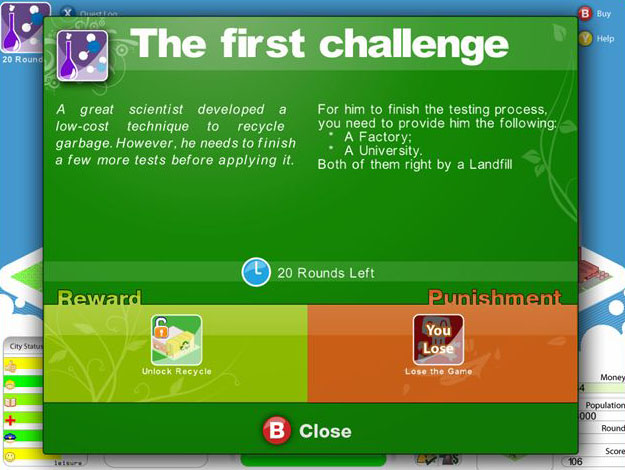 Quest Log
X
B Buy
Y Help
20 Round
The first challenge
A great scientist developed a
low-cost technique to recycle
garbage. However, he needs to finish
a few more tests before applying it.
For him to finish the testing process,
you need to provide him the following:
* A Factory;
* A University.
Both of them right by a Landfill
20 Rounds Left
Reward
Punishment
You
Lose
Unlock Recycle
Lose the Game
City Status
Money
4
Population
000
Round
Score
106
leisure
B Close